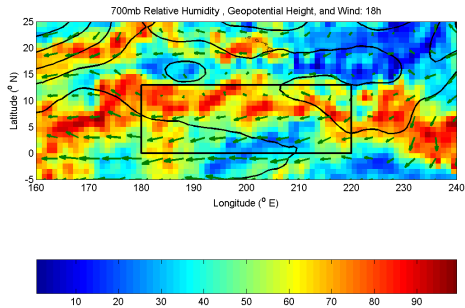 700mb Relative Humidity , Geopotential Height, and Wind: 18h
Latitude (° N)
25
20
15
10
5
0
-5
160 170 180 190 200 210 220 230 240
Longitude (° E)
10 20 30 40 50 60 70 80 90